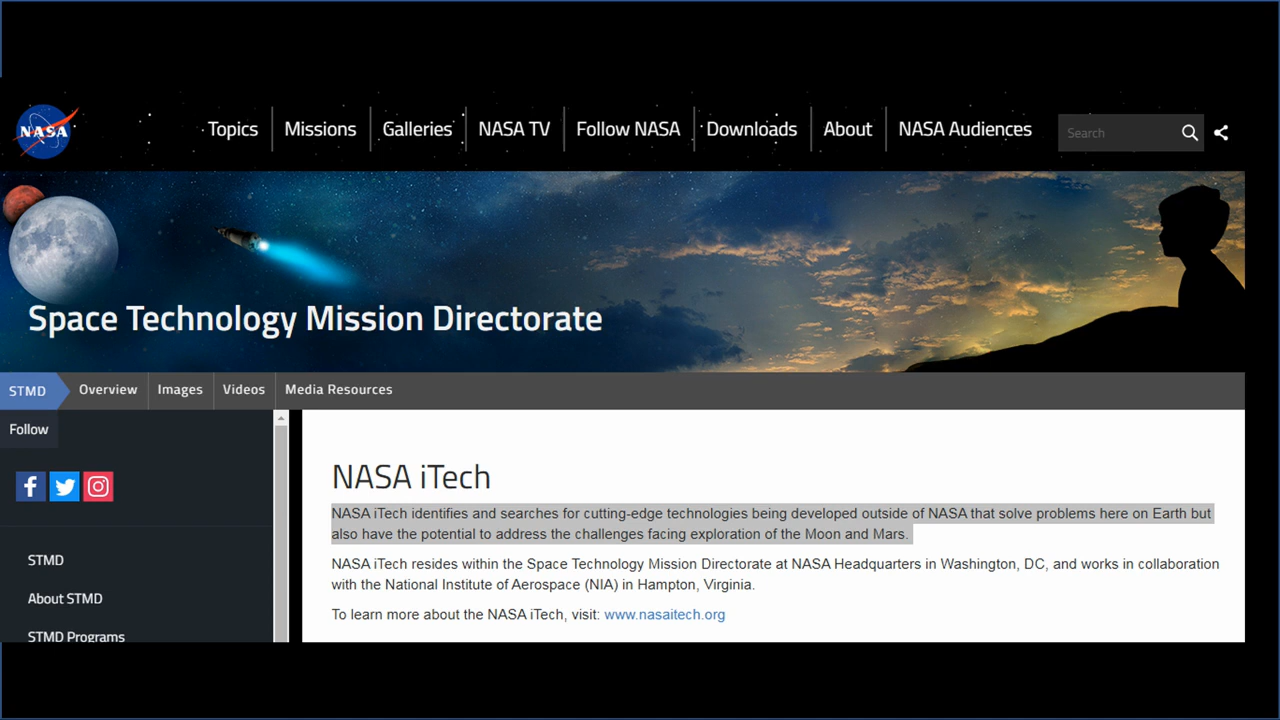 NASA
Topics
Missions
Galleries
NASA TV
Follow NASA
Downloads
About
NASA Audiences
Search
Space Technology Mission Directorate
STMD
Overview
Images
Videos
Media Resources
Follow
STMD
About STMD
STMD Programs
NASA iTech
NASA iTech identifies and searches for cutting-edge technologies being developed outside of NASA that solve problems here on Earth but
also have the potential to address the challenges facing exploration of the Moon and Mars.
NASA iTech resides within the Space Technology Mission Directorate at NASA Headquarters in Washington, DC, and works in collaboration
with the National Institute of Aerospace (NIA) in Hampton, Virginia.
To learn more about the NASA iTech, visit: www.nasaitech.org